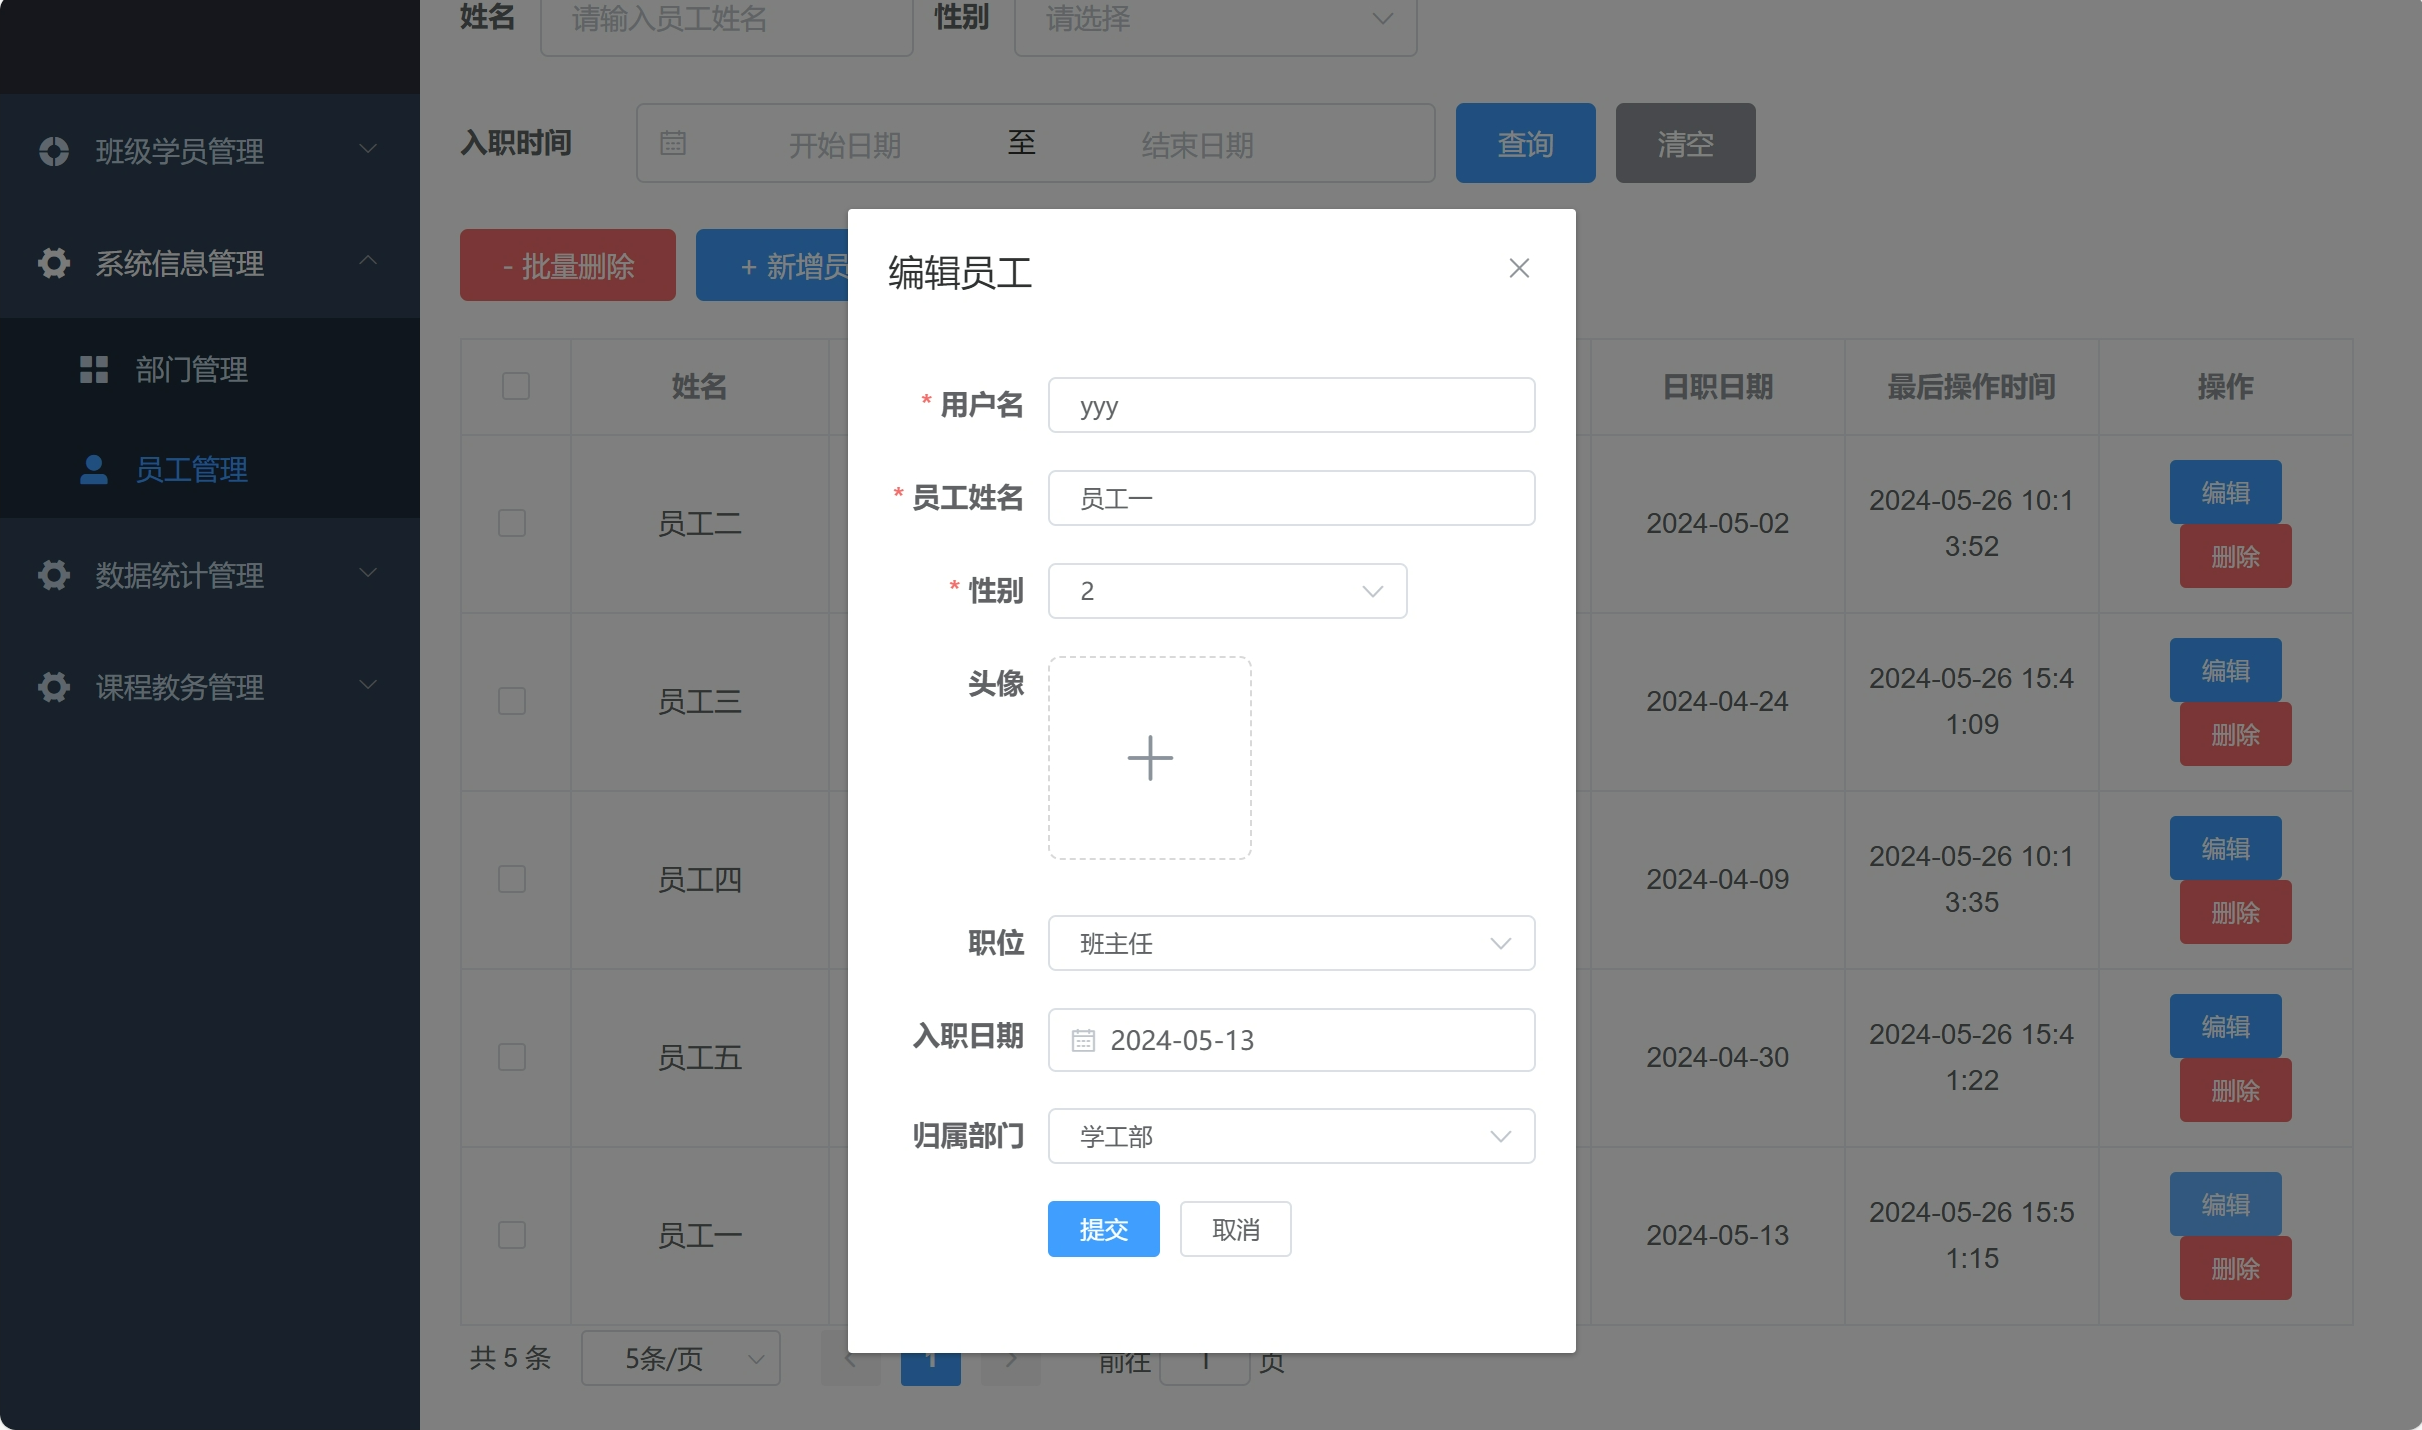 姓名 请输入员工姓名 性别 请选择
入职时间 开始日期 至 结束日期 查询 清空
- 批量删除 + 新增员
班级学员管理
系统信息管理
部门管理
员工管理
数据统计管理
课程教务管理
姓名 日职日期 最后操作时间 操作
员工二 2024-05-02 2024-05-26 10:1
3:52 编辑
删除
员工三 2024-04-24 2024-05-26 15:4
1:09 编辑
删除
员工四 2024-04-09 2024-05-26 10:1
3:35 编辑
删除
员工五 2024-04-30 2024-05-26 15:4
1:22 编辑
删除
员工一 2024-05-13 2024-05-26 15:5
1:15 编辑
删除
共 5 条 5条/页 1 前往 1 页
编辑员工
* 用户名 yyy
* 员工姓名 员工一
* 性别 2
头像
职位 班主任
入职日期 2024-05-13
归属部门 学工部
提交 取消